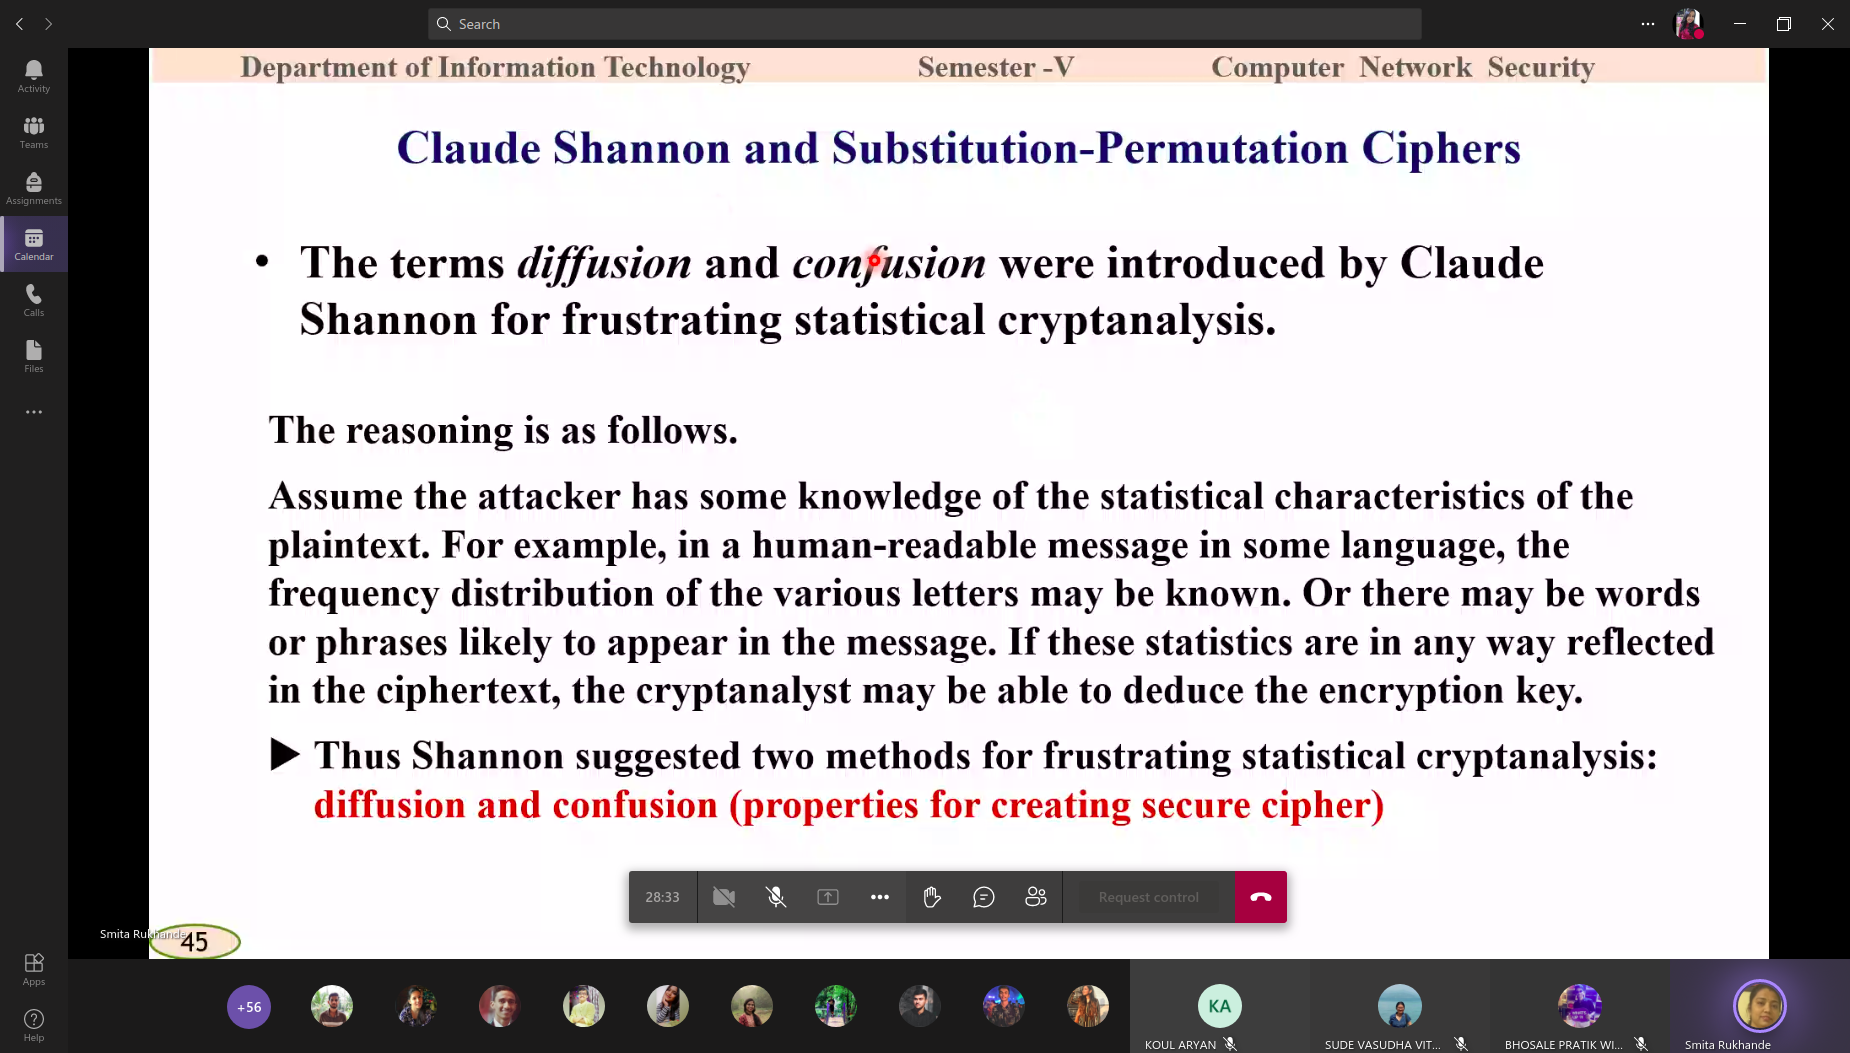 Search
Activity
Teams
Assignments
Calendar
Calls
Files
Apps
Help
Department of Information Technology Semester -V Computer Network Security
Claude Shannon and Substitution-Permutation Ciphers
• The terms diffusion and confusion were introduced by Claude
Shannon for frustrating statistical cryptanalysis.
The reasoning is as follows.
Assume the attacker has some knowledge of the statistical characteristics of the
plaintext. For example, in a human-readable message in some language, the
frequency distribution of the various letters may be known. Or there may be words
or phrases likely to appear in the message. If these statistics are in any way reflected
in the ciphertext, the cryptanalyst may be able to deduce the encryption key.
Thus Shannon suggested two methods for frustrating statistical cryptanalysis:
diffusion and confusion (properties for creating secure cipher)
28:33 Request control
Smita Rukhande 45
+56
KA
KOUL ARYAN
SUDE VASUDHA VIT...
BHOSALE PRATIK WI...
Smita Rukhande